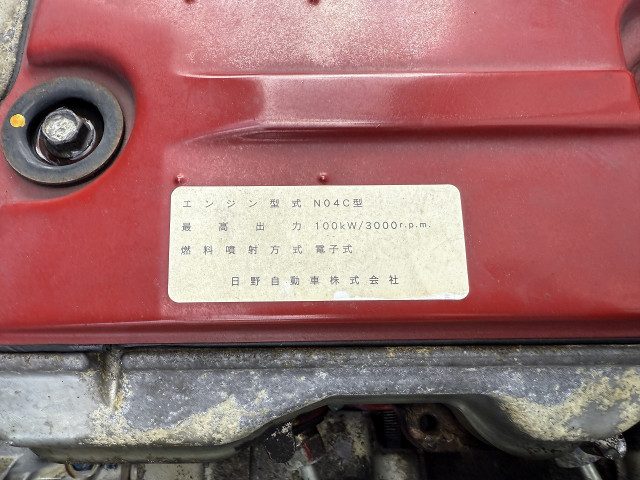 エンジン型式 N04C型
最高出力 100kW/3000r.p.m.
燃料噴射方式 電子式
日野自動車株式会社